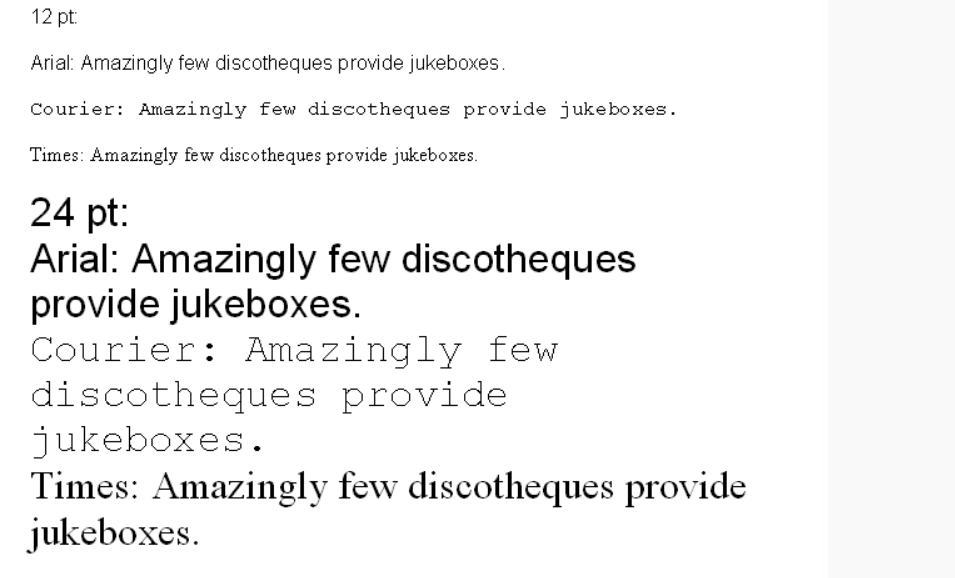 12 pt:
Arial: Amazingly few discotheques provide jukeboxes.
Courier: Amazingly few discotheques provide jukeboxes.
Times: Amazingly few discotheques provide jukeboxes.
24 pt:
Arial: Amazingly few discotheques
provide jukeboxes.
Courier: Amazingly few
discotheques provide
jukeboxes.
Times: Amazingly few discotheques provide
jukeboxes.